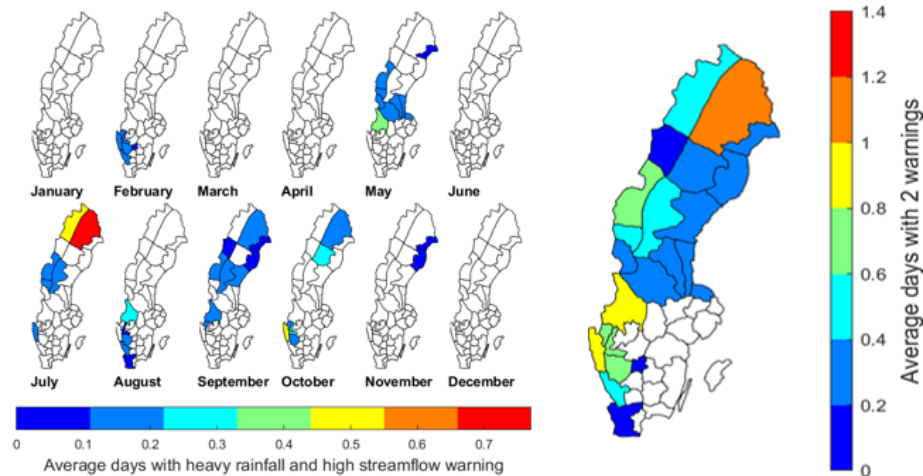 January February March April May June
July August September October November December
0 0.1 0.2 0.3 0.4 0.5 0.6 0.7
Average days with heavy rainfall and high streamflow warning
1.4
1.2
1
0.8
0.6
0.4
0.2
0
Average days with 2 warnings